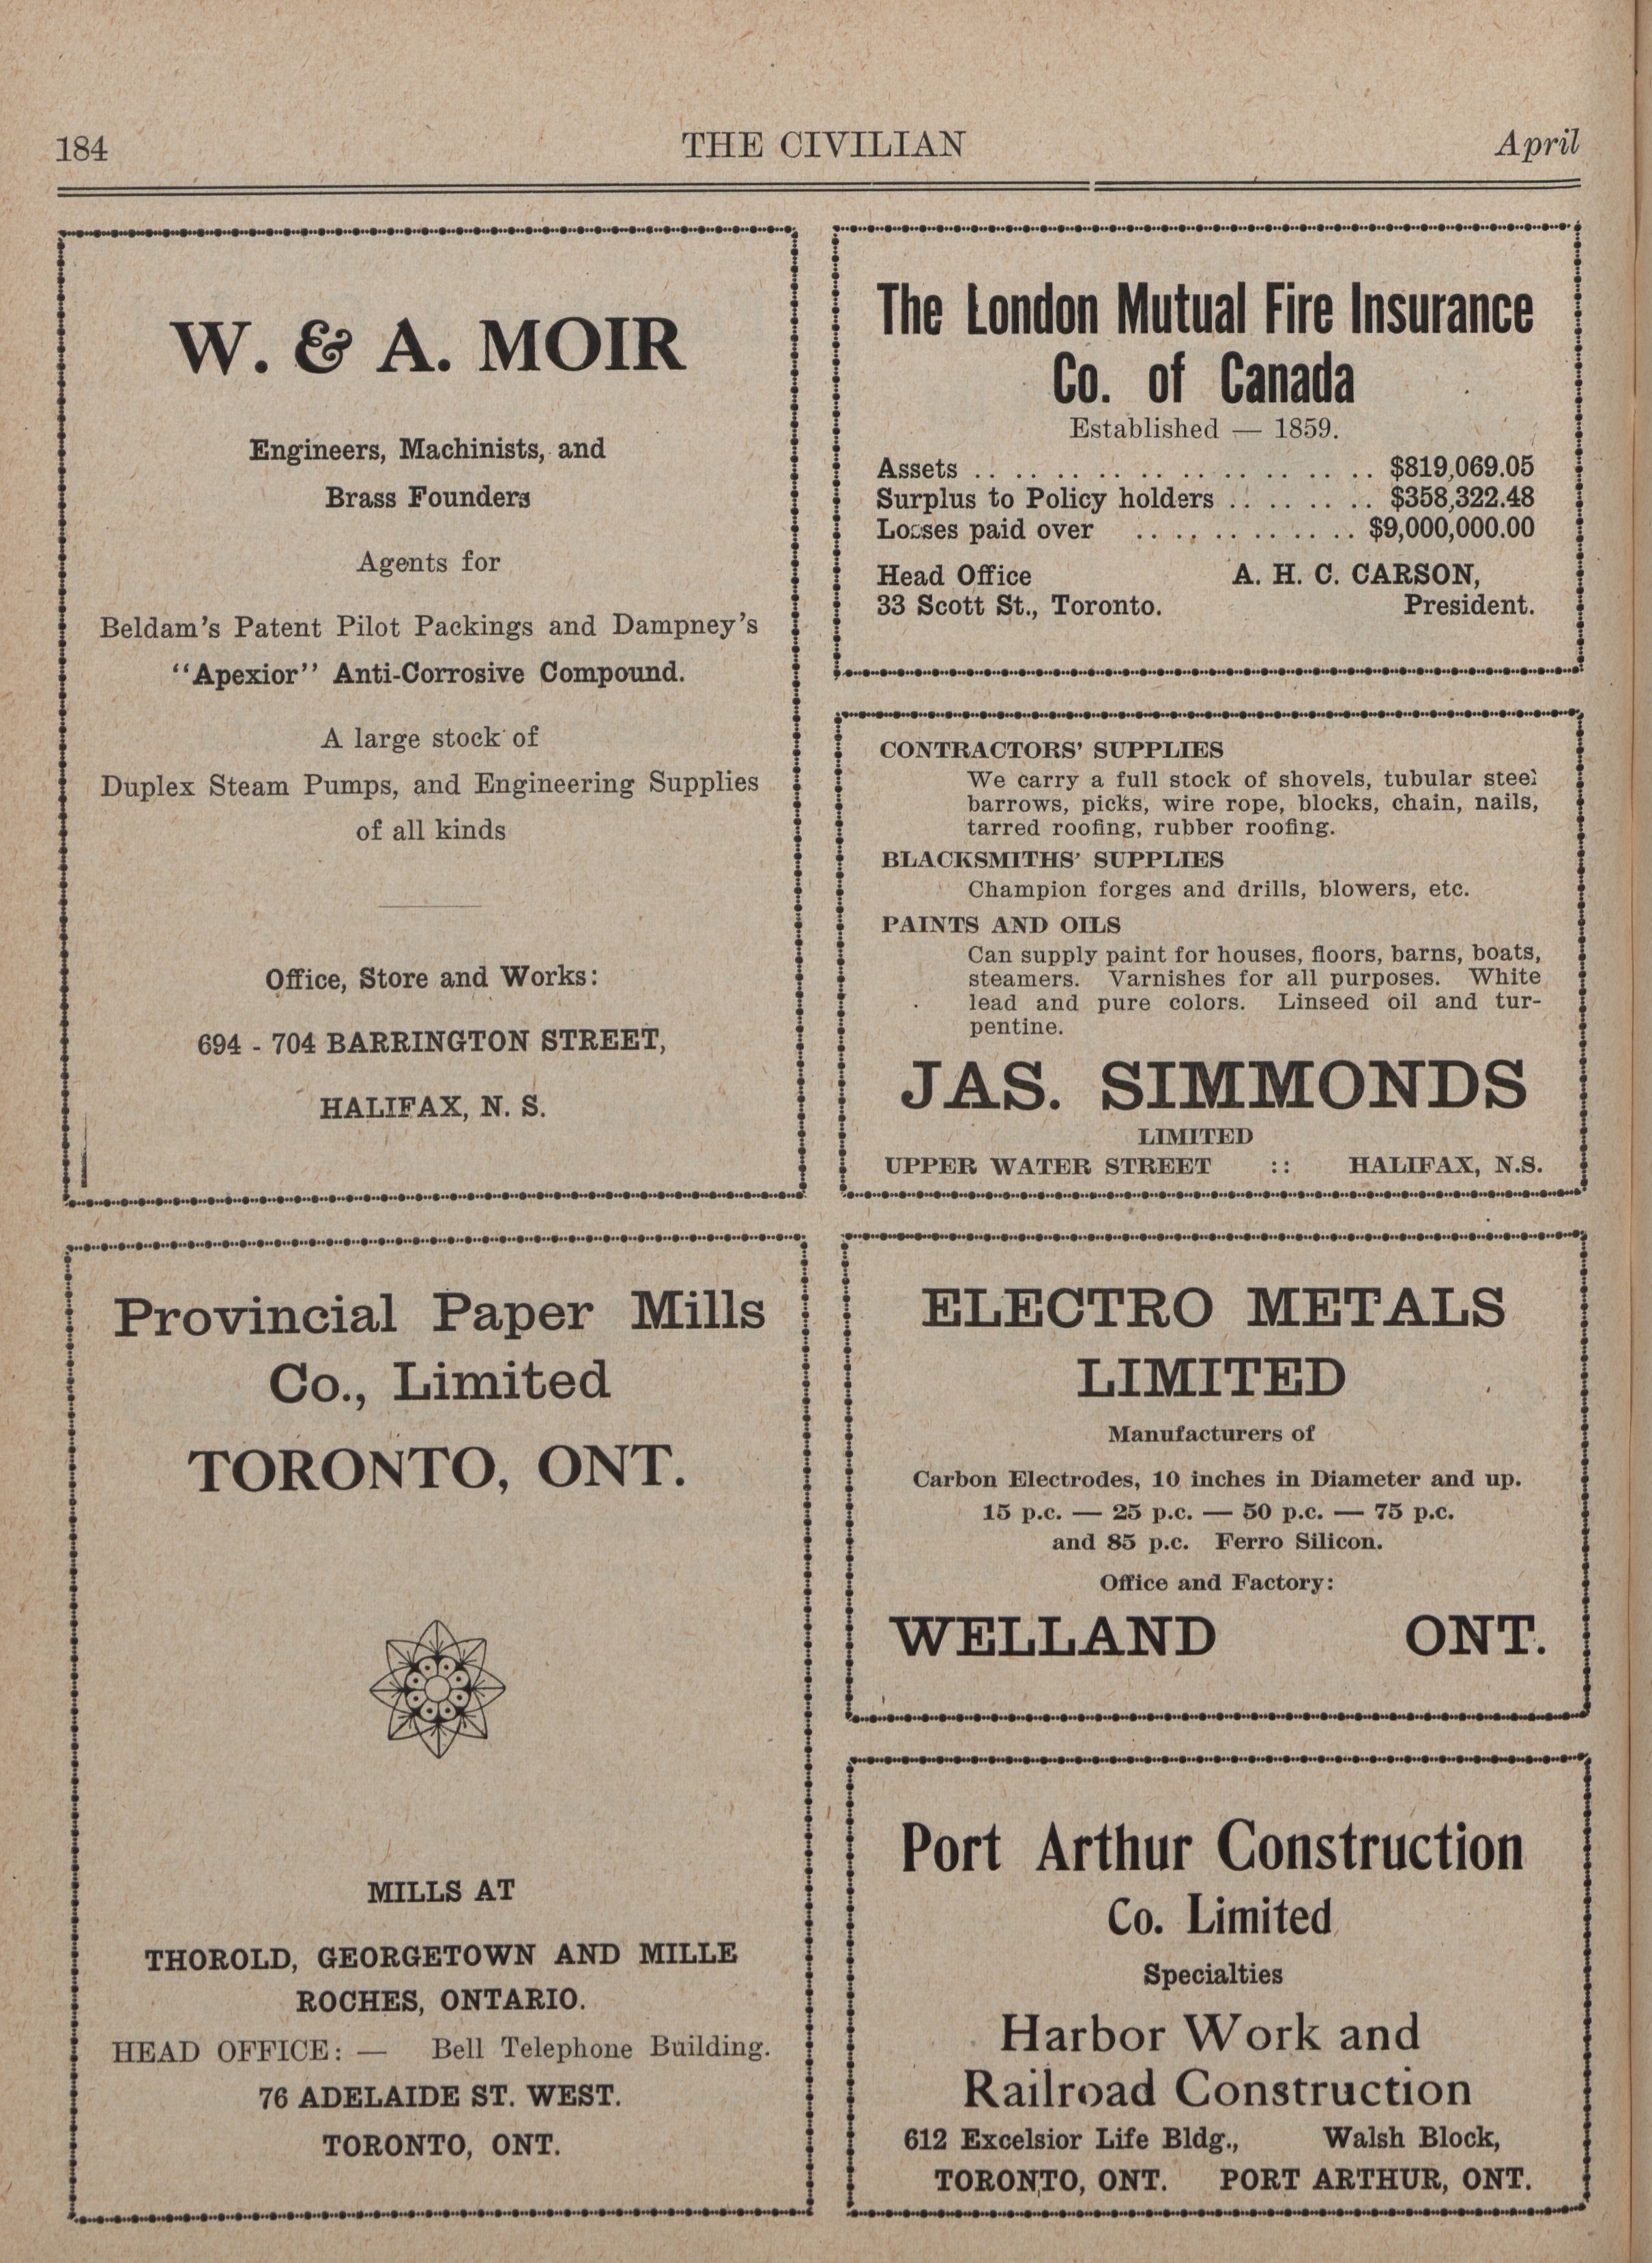 184
THE CIVILIAN
April
W. & A. MOIR
Engineers, Machinists, and
Brass Founders
Agents for
Beldam's Patent Pilot Packings and Dampney's
"Apexior" Anti-Corrosive Compound.
A large stock of
Duplex Steam Pumps, and Engineering Supplies
of all kinds
Office, Store and Works:
694 - 704 BARRINGTON STREET,
HALIFAX, N. S.
The London Mutual Fire Insurance
Co. of Canada
Established — 1859.
Assets . . . . . . . . . . . . . . . . . . $819,069.05
Surplus to Policy holders . . . . . . . $358,322.48
Losses paid over . . . . . . . . . . . $9,000,000.00
Head Office A. H. C. CARSON,
33 Scott St., Toronto. President.
CONTRACTORS' SUPPLIES
We carry a full stock of shovels, tubular steel
barrows, picks, wire rope, blocks, chain, nails,
tarred roofing, rubber roofing.
BLACKSMITHS' SUPPLIES
Champion forges and drills, blowers, etc.
PAINTS AND OILS
Can supply paint for houses, floors, barns, boats,
steamers. Varnishes for all purposes. White
lead and pure colors. Linseed oil and tur-
pentine.
JAS. SIMMONDS
LIMITED
UPPER WATER STREET :: HALIFAX, N.S.
Provincial Paper Mills
Co., Limited
TORONTO, ONT.
MILLS AT
THOROLD, GEORGETOWN AND MILLE
ROCHES, ONTARIO.
HEAD OFFICE: — Bell Telephone Building.
76 ADELAIDE ST. WEST.
TORONTO, ONT.
ELECTRO METALS
LIMITED
Manufacturers of
Carbon Electrodes, 10 inches in Diameter and up.
15 p.c. — 25 p.c. — 50 p.c. — 75 p.c.
and 85 p.c. Ferro Silicon.
Office and Factory:
WELLAND ONT.
Port Arthur Construction
Co. Limited
Specialties
Harbor Work and
Railroad Construction
612 Excelsior Life Bldg., Walsh Block,
TORONTO, ONT. PORT ARTHUR, ONT.